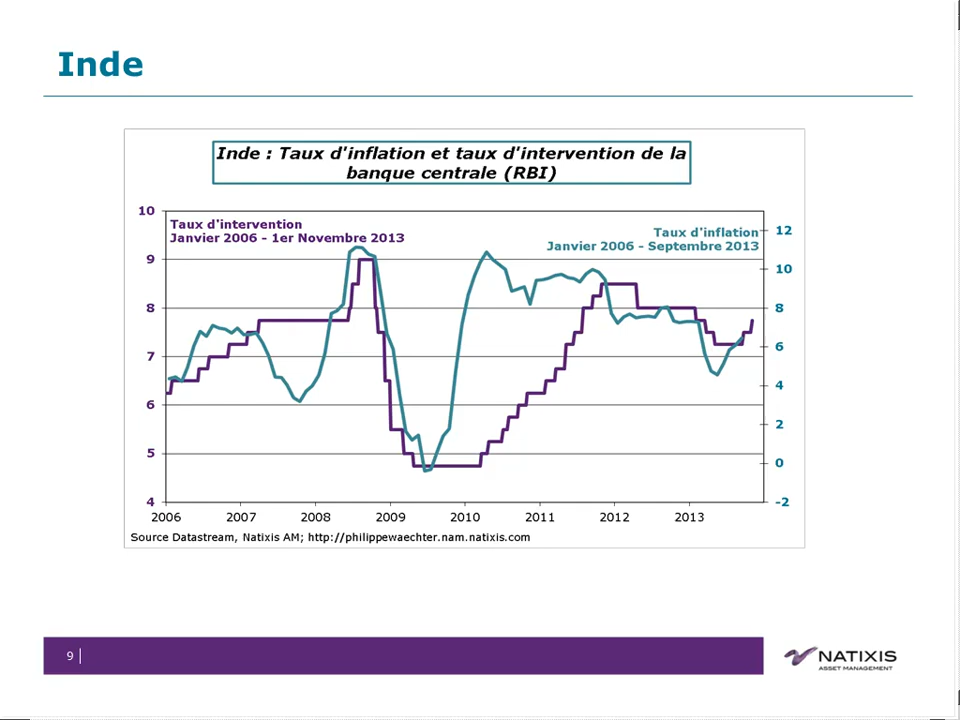 Inde
Inde : Taux d'inflation et taux d'intervention de la
banque centrale (RBI)
10
Taux d'intervention
Janvier 2006 - 1er Novembre 2013
Taux d'inflation
Janvier 2006 - Septembre 2013
12
9
10
8
8
7
6
6
4
5
2
0
4
-2
2006 2007 2008 2009 2010 2011 2012 2013
Source Datastream, Natixis AM; http://philippewaechter.nam.natixis.com
9
NATIXIS
ASSET MANAGEMENT